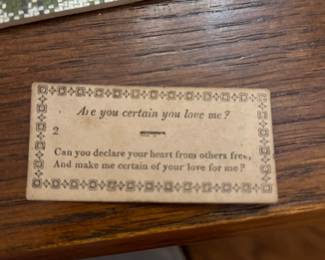 Are you certain you love me?
2
Can you declare your heart from others free,
And make me certain of your love for me?